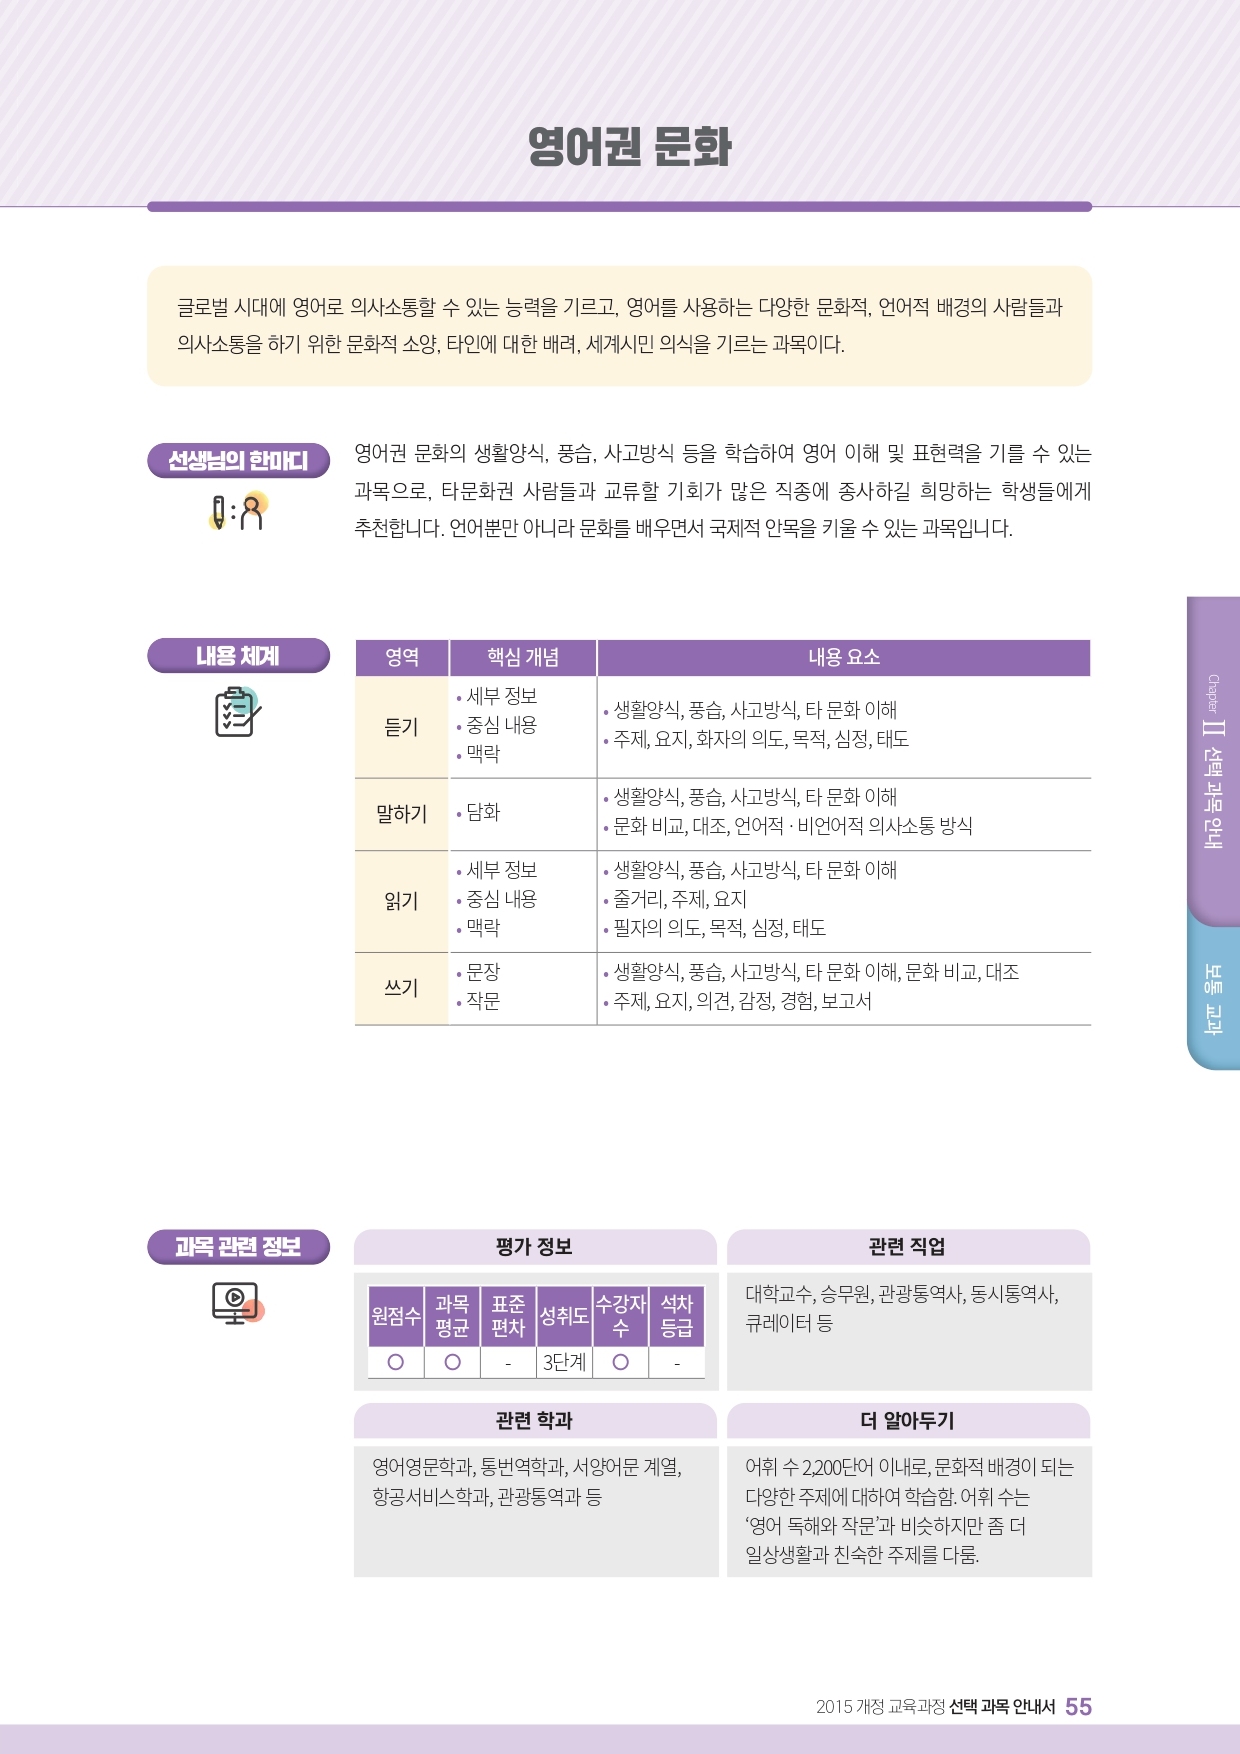 영어권 문화
글로벌 시대에 영어로 의사소통할 수 있는 능력을 기르고, 영어를 사용하는 다양한 문화적, 언어적 배경의 사람들과
의사소통을 하기 위한 문화적 소양, 타인에 대한 배려, 세계시민 의식을 기르는 과목이다.
선생님의 한마디
영어권 문화의 생활양식, 풍습, 사고방식 등을 학습하여 영어 이해 및 표현력을 기를 수 있는
과목으로, 타문화권 사람들과 교류할 기회가 많은 직종에 종사하길 희망하는 학생들에게
추천합니다. 언어뿐만 아니라 문화를 배우면서 국제적 안목을 키울 수 있는 과목입니다.
내용 체계
영역 핵심 개념 내용 요소
듣기
• 세부 정보
• 중심 내용
• 맥락
• 생활양식, 풍습, 사고방식, 타 문화 이해
• 주제, 요지, 화자의 의도, 목적, 심정, 태도
말하기
• 담화
• 생활양식, 풍습, 사고방식, 타 문화 이해
• 문화 비교, 대조, 언어적 · 비언어적 의사소통 방식
읽기
• 세부 정보
• 중심 내용
• 맥락
• 생활양식, 풍습, 사고방식, 타 문화 이해
• 줄거리, 주제, 요지
• 필자의 의도, 목적, 심정, 태도
쓰기
• 문장
• 작문
• 생활양식, 풍습, 사고방식, 타 문화 이해, 문화 비교, 대조
• 주제, 요지, 의견, 감정, 경험, 보고서
Chapter II 선택 과목 안내
보통 교과
과목 관련 정보
평가 정보
원점수 과목 평균 표준 편차 성취도 수강자 수 석차 등급
○ ○ - 3단계 ○ -
관련 직업
대학교수, 승무원, 관광통역사, 동시통역사,
큐레이터 등
관련 학과
영어영문학과, 통번역학과, 서양어문 계열,
항공서비스학과, 관광통역과 등
더 알아두기
어휘 수 2,200단어 이내로, 문화적 배경이 되는
다양한 주제에 대하여 학습함. 어휘 수는
‘영어 독해와 작문’과 비슷하지만 좀 더
일상생활과 친숙한 주제를 다룸.
2015 개정 교육과정 선택 과목 안내서 55